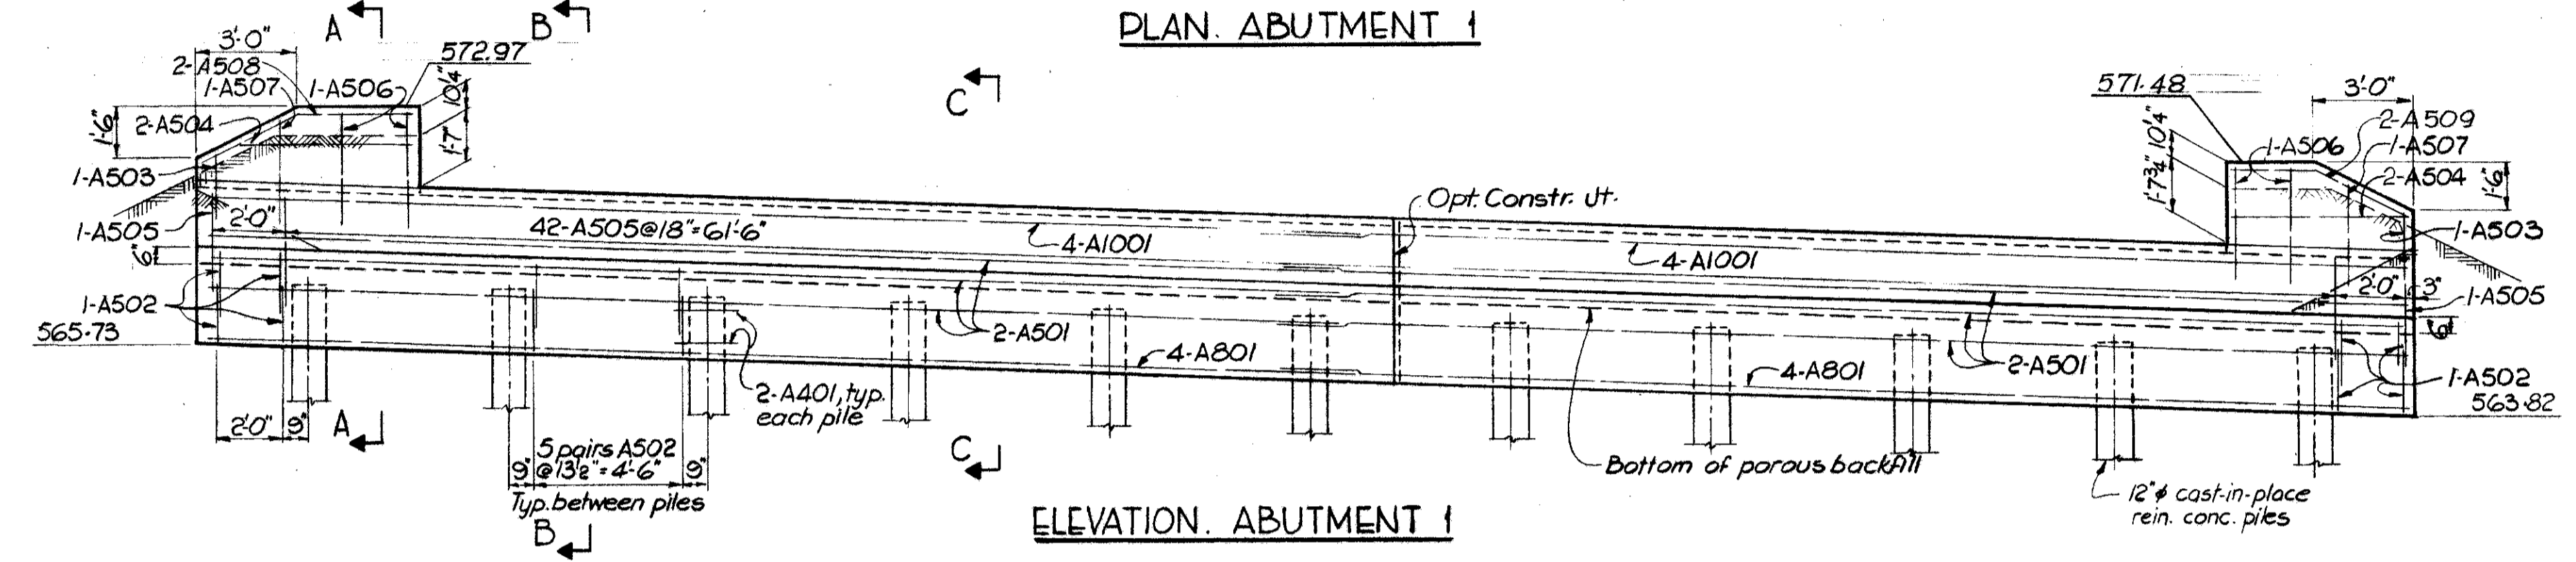 PLAN. ABUTMENT 1
A
B
3'-0"
572.97
2-A508
1-A507
1-A506
10¼"
1'-6"
2-A504
1'-7"
1-A503
C
571.48
3'-0"
10¼"
1'-7¾"
2-A509
1-A506
1-A507
2-A504
1'-6"
Opt. Constr. Jt.
1-A505
2'-0"
42-A505@18"=61'-6"
4-A1001
4-A1001
1-A503
6"
2'-0"
3"
1-A505
1-A502
565.73
2-A501
6"
4-A801
4-A801
2-A501
1-A502
563.82
2-A401, typ.
each pile
2'-0"
9"
A
C
5 pairs A502
9"
@13½"=4'-6"
9"
Typ. between piles
Bottom of porous backfill
12"φ cast-in-place
rein. conc. piles
B
ELEVATION. ABUTMENT 1